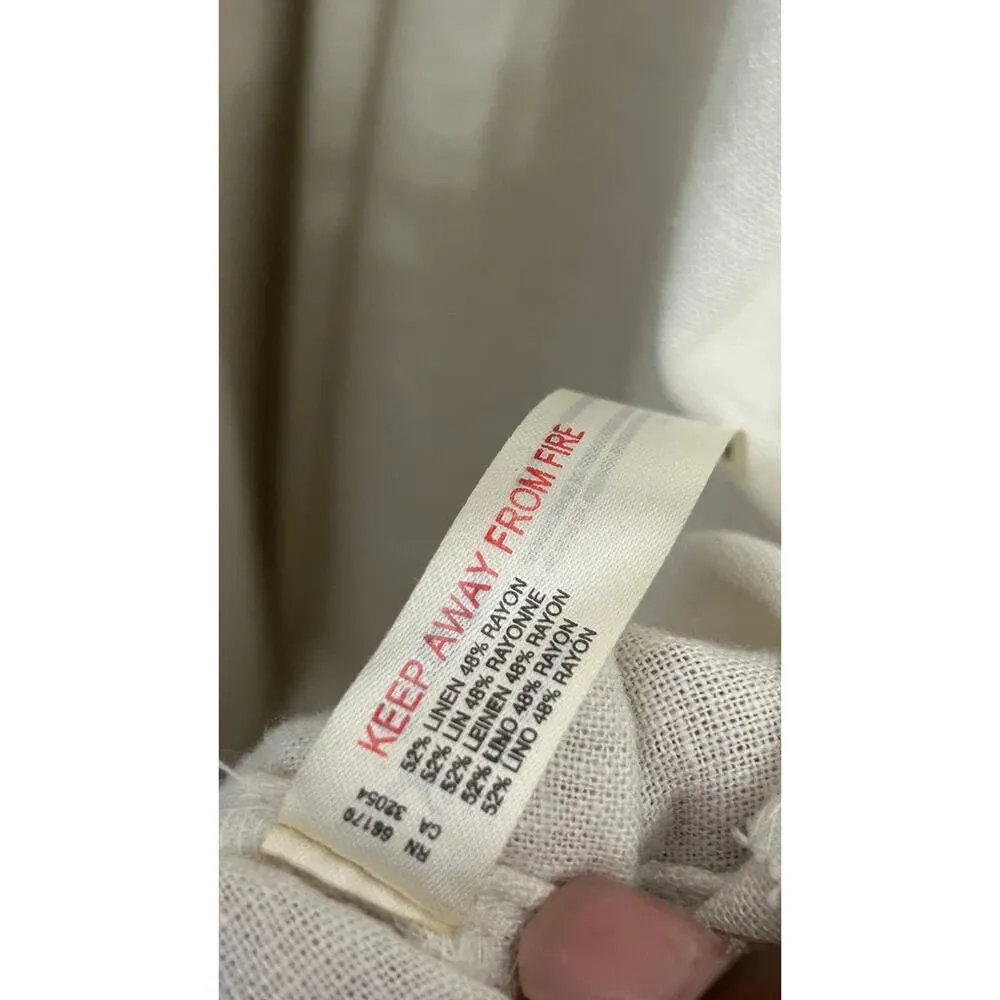 KEEP AWAY FROM FIRE
52% LINEN 48% RAYON
52% LIN 48% RAYONNE
52% LEINEN 48% RAYON
52% LINO 48% RAYON
52% LINO 48% RAYON
RN 66170
CA 32054